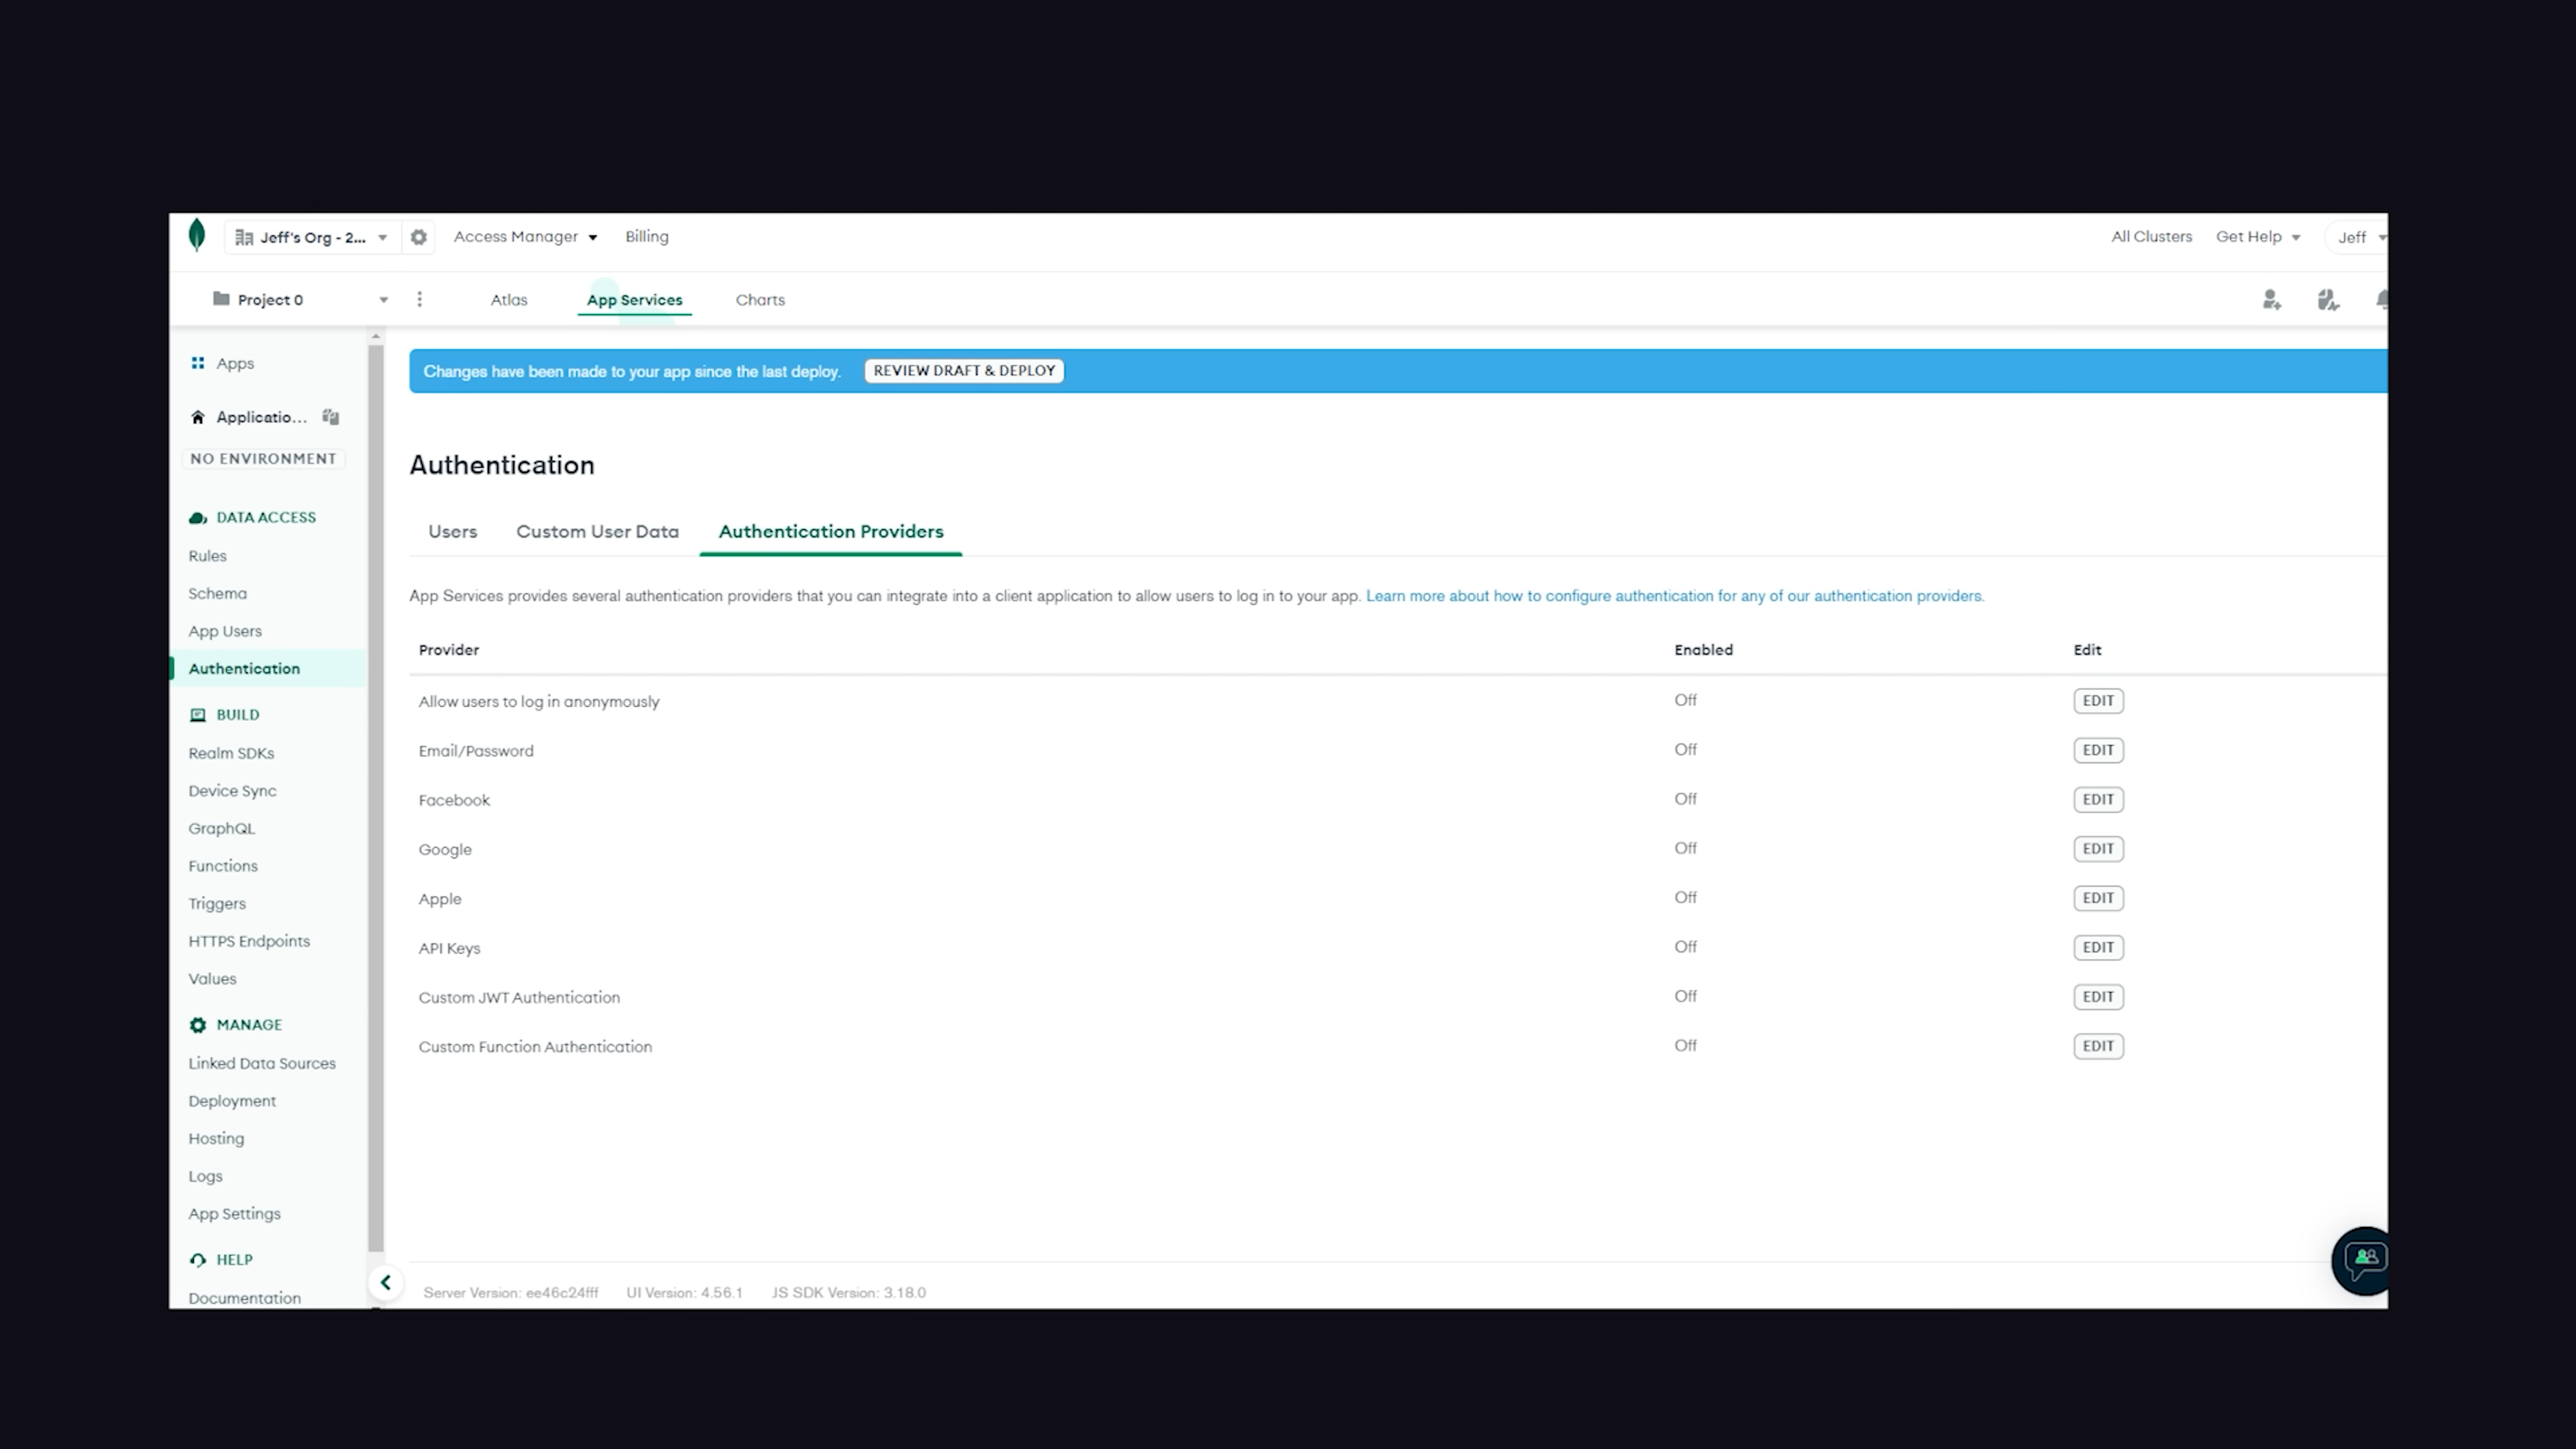 Jeff's Org - 2...
Access Manager
Billing
All Clusters
Get Help
Jeff
Project 0
Atlas
App Services
Charts
Apps
Applicatio...
NO ENVIRONMENT
DATA ACCESS
Rules
Schema
App Users
Authentication
BUILD
Realm SDKs
Device Sync
GraphQL
Functions
Triggers
HTTPS Endpoints
Values
MANAGE
Linked Data Sources
Deployment
Hosting
Logs
App Settings
HELP
Documentation
Changes have been made to your app since the last deploy. REVIEW DRAFT & DEPLOY
Authentication
Users Custom User Data Authentication Providers
App Services provides several authentication providers that you can integrate into a client application to allow users to log in to your app. Learn more about how to configure authentication for any of our authentication providers.
Provider Enabled Edit
Allow users to log in anonymously Off EDIT
Email/Password Off EDIT
Facebook Off EDIT
Google Off EDIT
Apple Off EDIT
API Keys Off EDIT
Custom JWT Authentication Off EDIT
Custom Function Authentication Off EDIT
Server Version: ee46c24fff UI Version: 4.56.1 JS SDK Version: 3.18.0